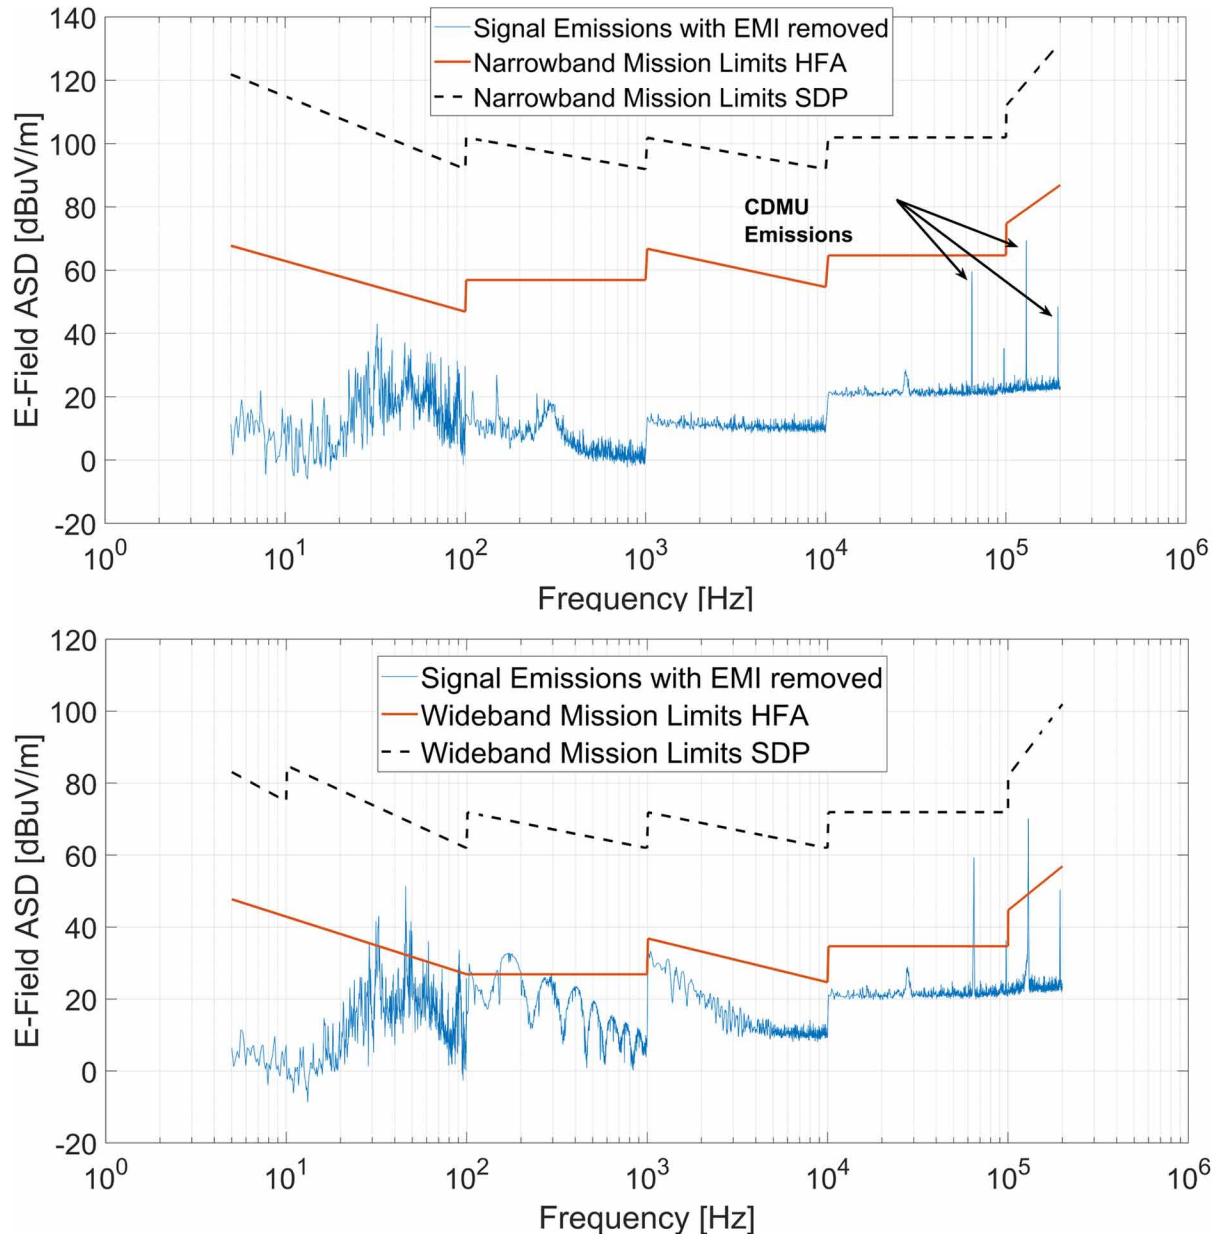 140
120
100
80
60
40
20
0
-20
E-Field ASD [dBuV/m]
Signal Emissions with EMI removed
Narrowband Mission Limits HFA
Narrowband Mission Limits SDP
CDMU
Emissions
10^0 10^1 10^2 10^3 10^4 10^5 10^6
Frequency [Hz]
120
100
80
60
40
20
0
-20
E-Field ASD [dBuV/m]
Signal Emissions with EMI removed
Wideband Mission Limits HFA
Wideband Mission Limits SDP
10^0 10^1 10^2 10^3 10^4 10^5 10^6
Frequency [Hz]